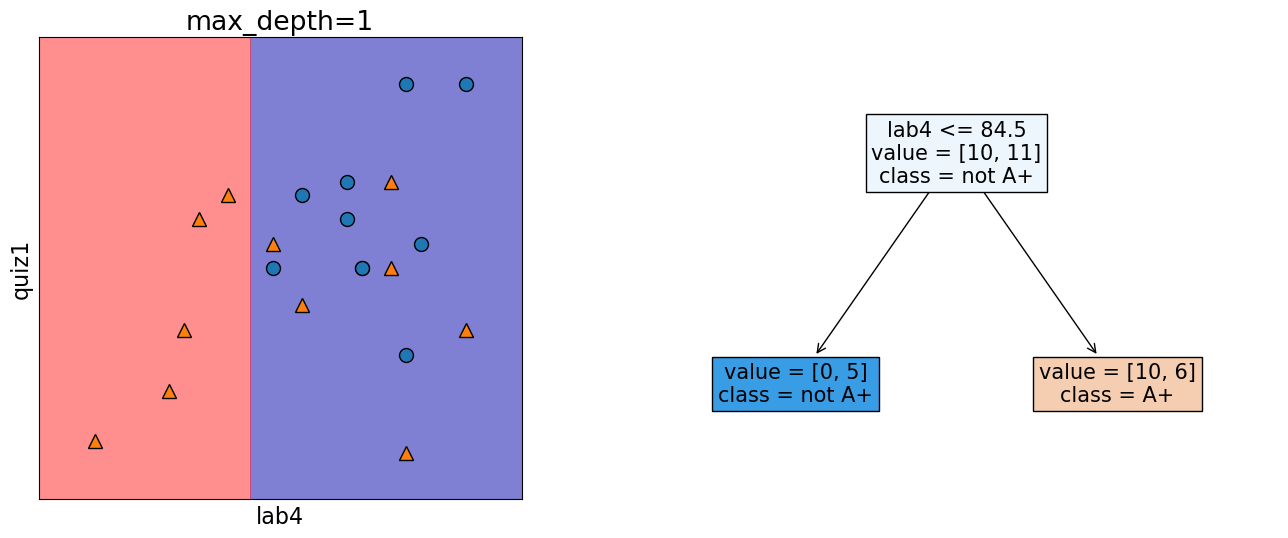 max_depth=1
quiz1
lab4
lab4 <= 84.5
value = [10, 11]
class = not A+
value = [0, 5]
class = not A+
value = [10, 6]
class = A+